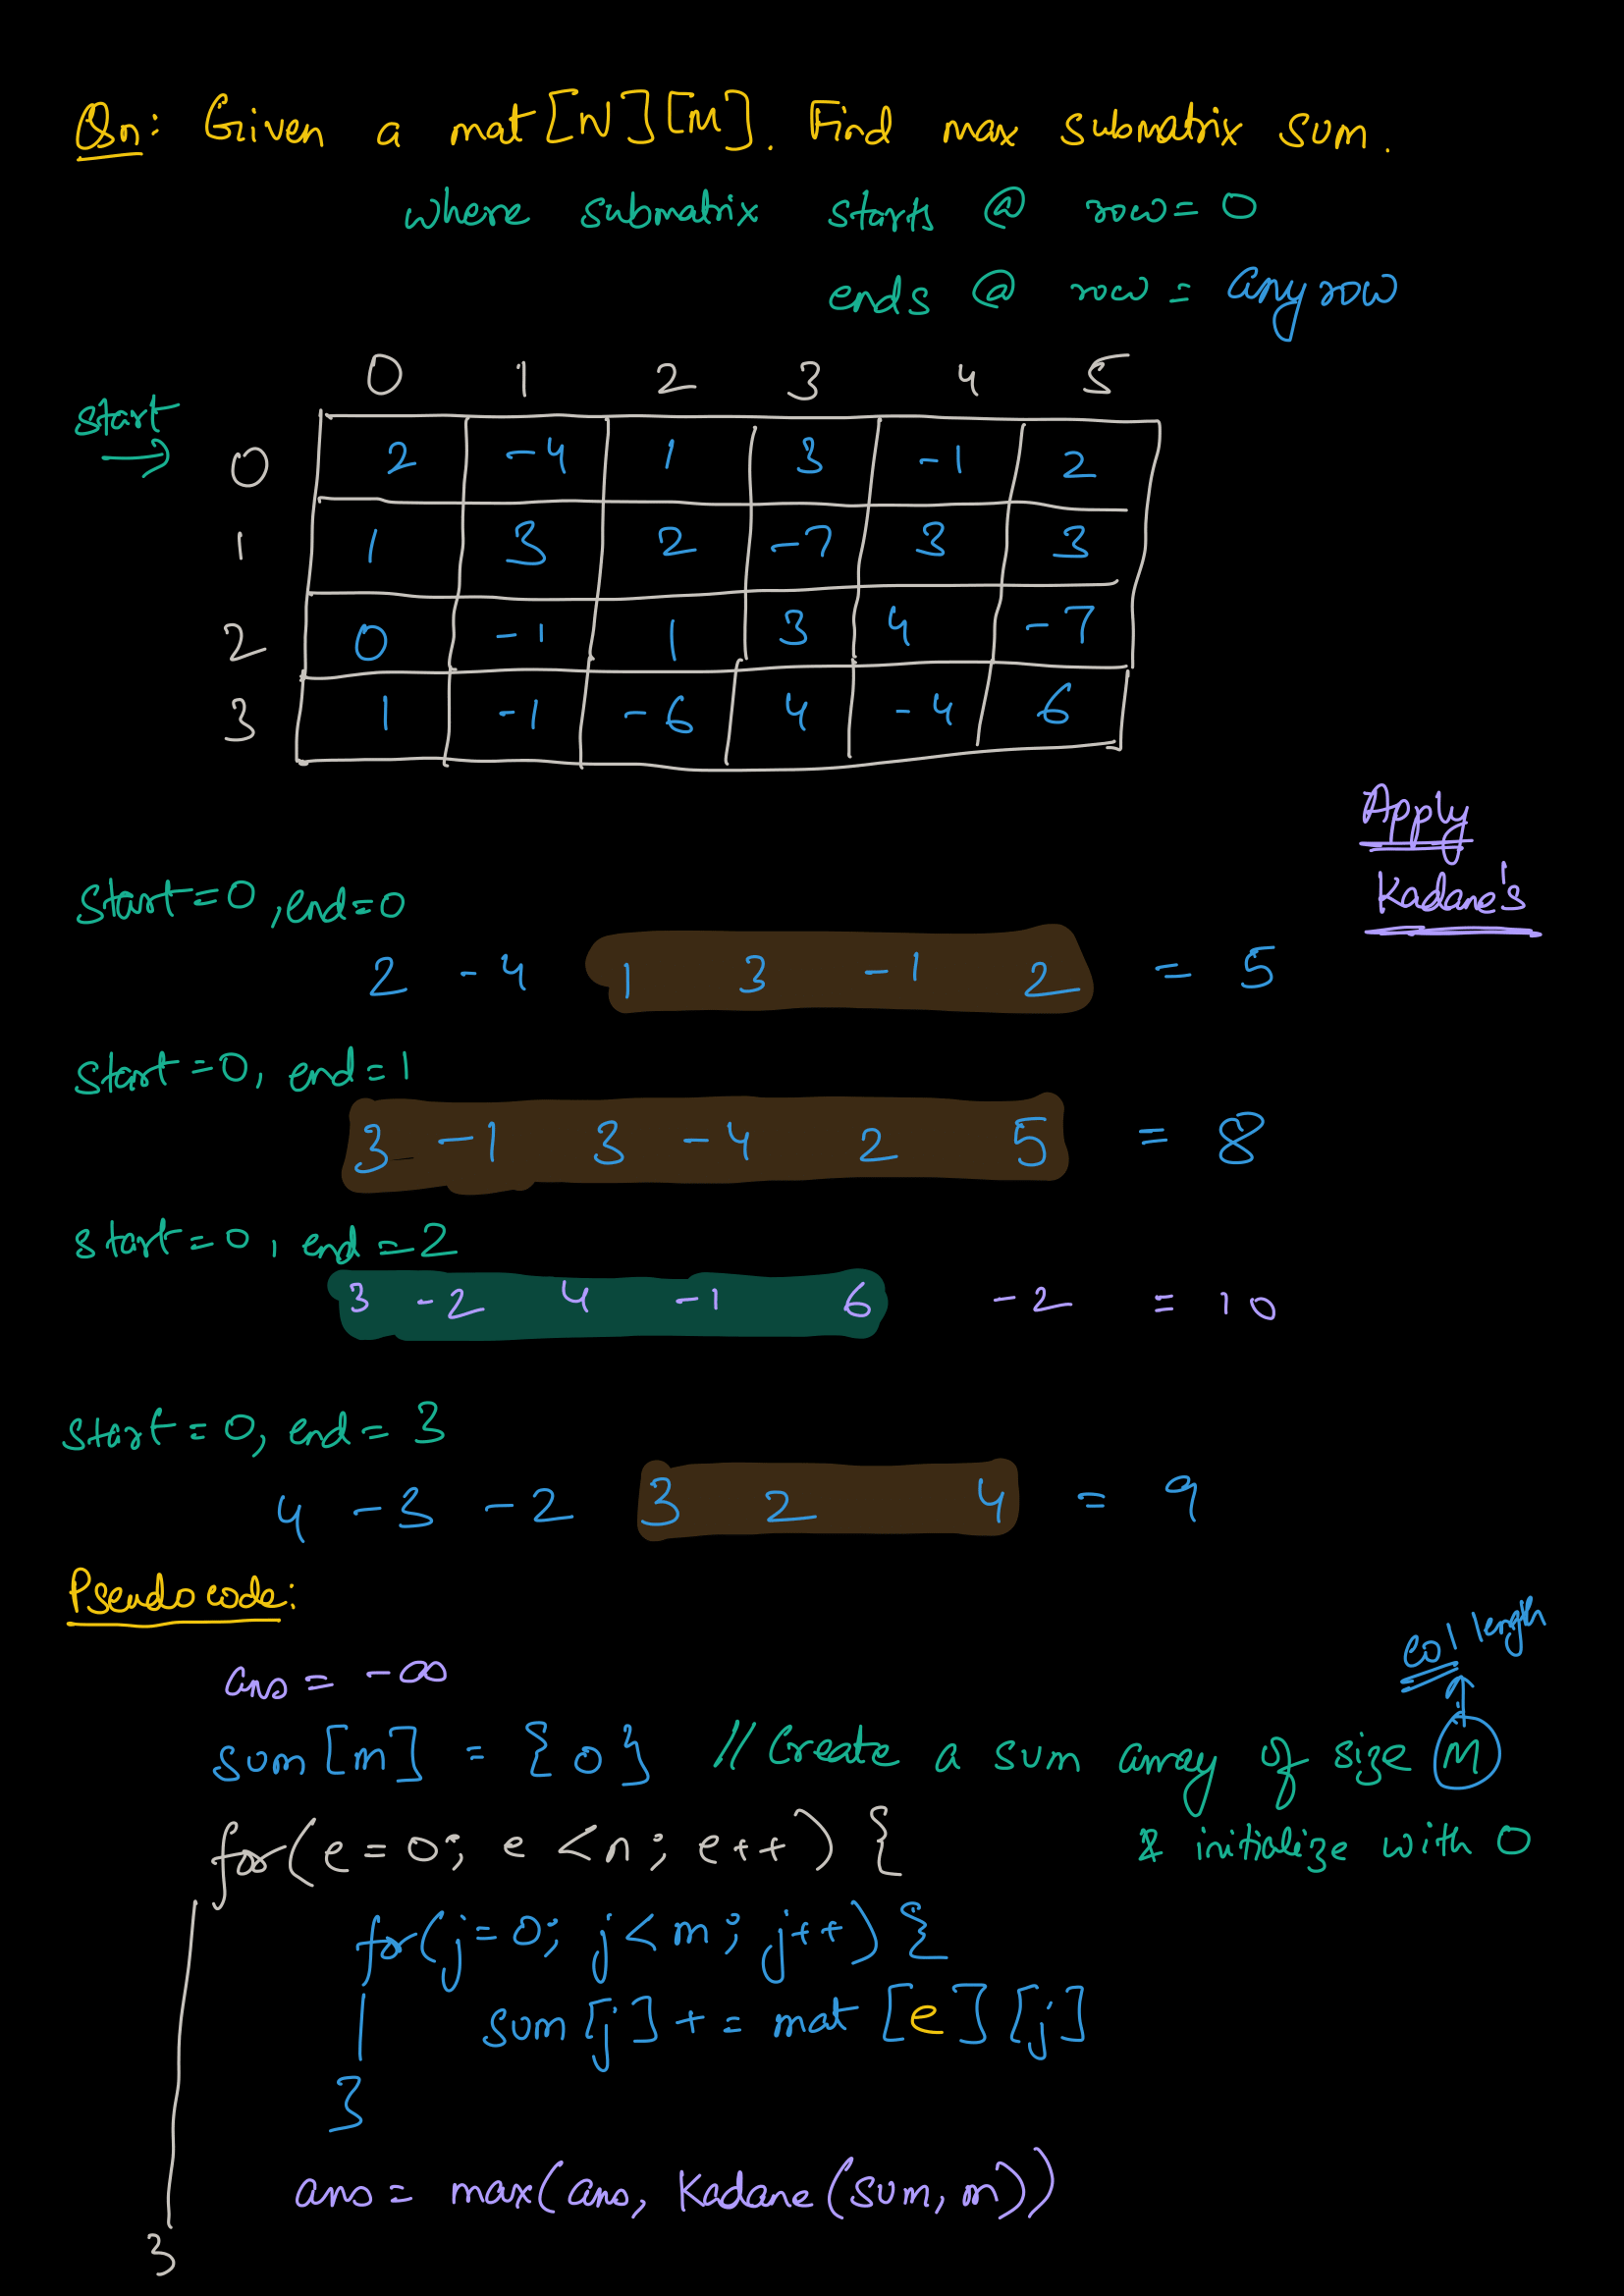 Qn: Given a mat[N][M]. Find max submatrix sum.
where submatrix starts @ row = 0
ends @ row = any row
0 1 2 3 4 5
start →
0 2 -4 1 3 -1 2
1 1 3 2 -7 3 3
2 0 -1 1 3 4 -7
3 1 -1 -6 4 -4 6
Apply
Kadane's
start=0, end=0
2 -4 1 3 -1 2 = 5
start=0, end=1
3 -1 3 -4 2 5 = 8
start=0, end=2
3 -2 4 -1 6 -2 = 10
start=0, end=3
4 -3 -2 3 2 4 = 9
Pseudocode:
col length
ans = -∞
sum[m] = {0} // Create a sum array of size M
& initialize with 0
for(e=0; e<n; e++) {
for(j=0; j<m; j++) {
sum[j] += mat[e][j]
}
ans = max(ans, Kadane(sum, m))
}